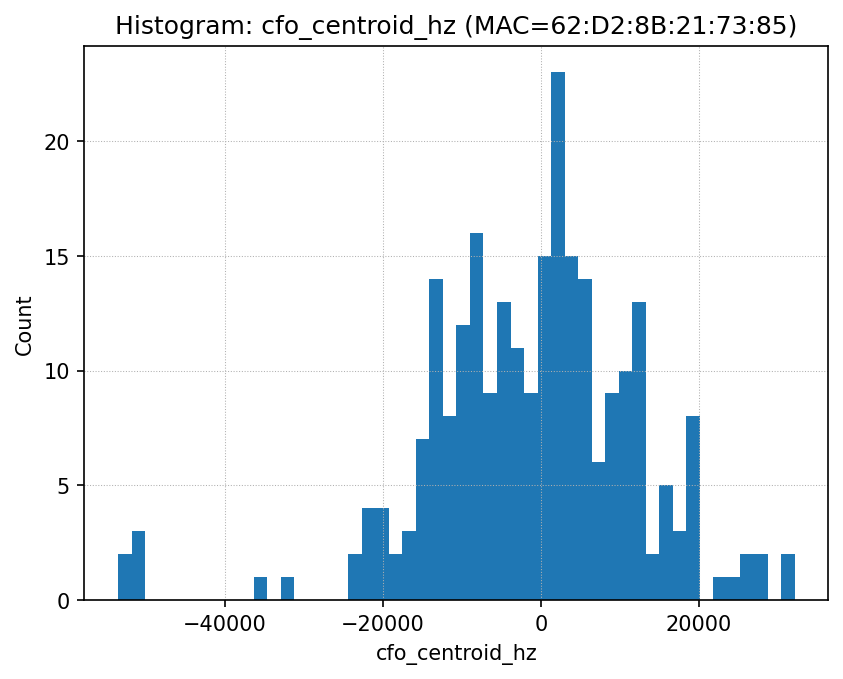 Histogram: cfo_centroid_hz (MAC=62:D2:8B:21:73:85)
20
15
10
5
0
Count
−40000 −20000 0 20000
cfo_centroid_hz